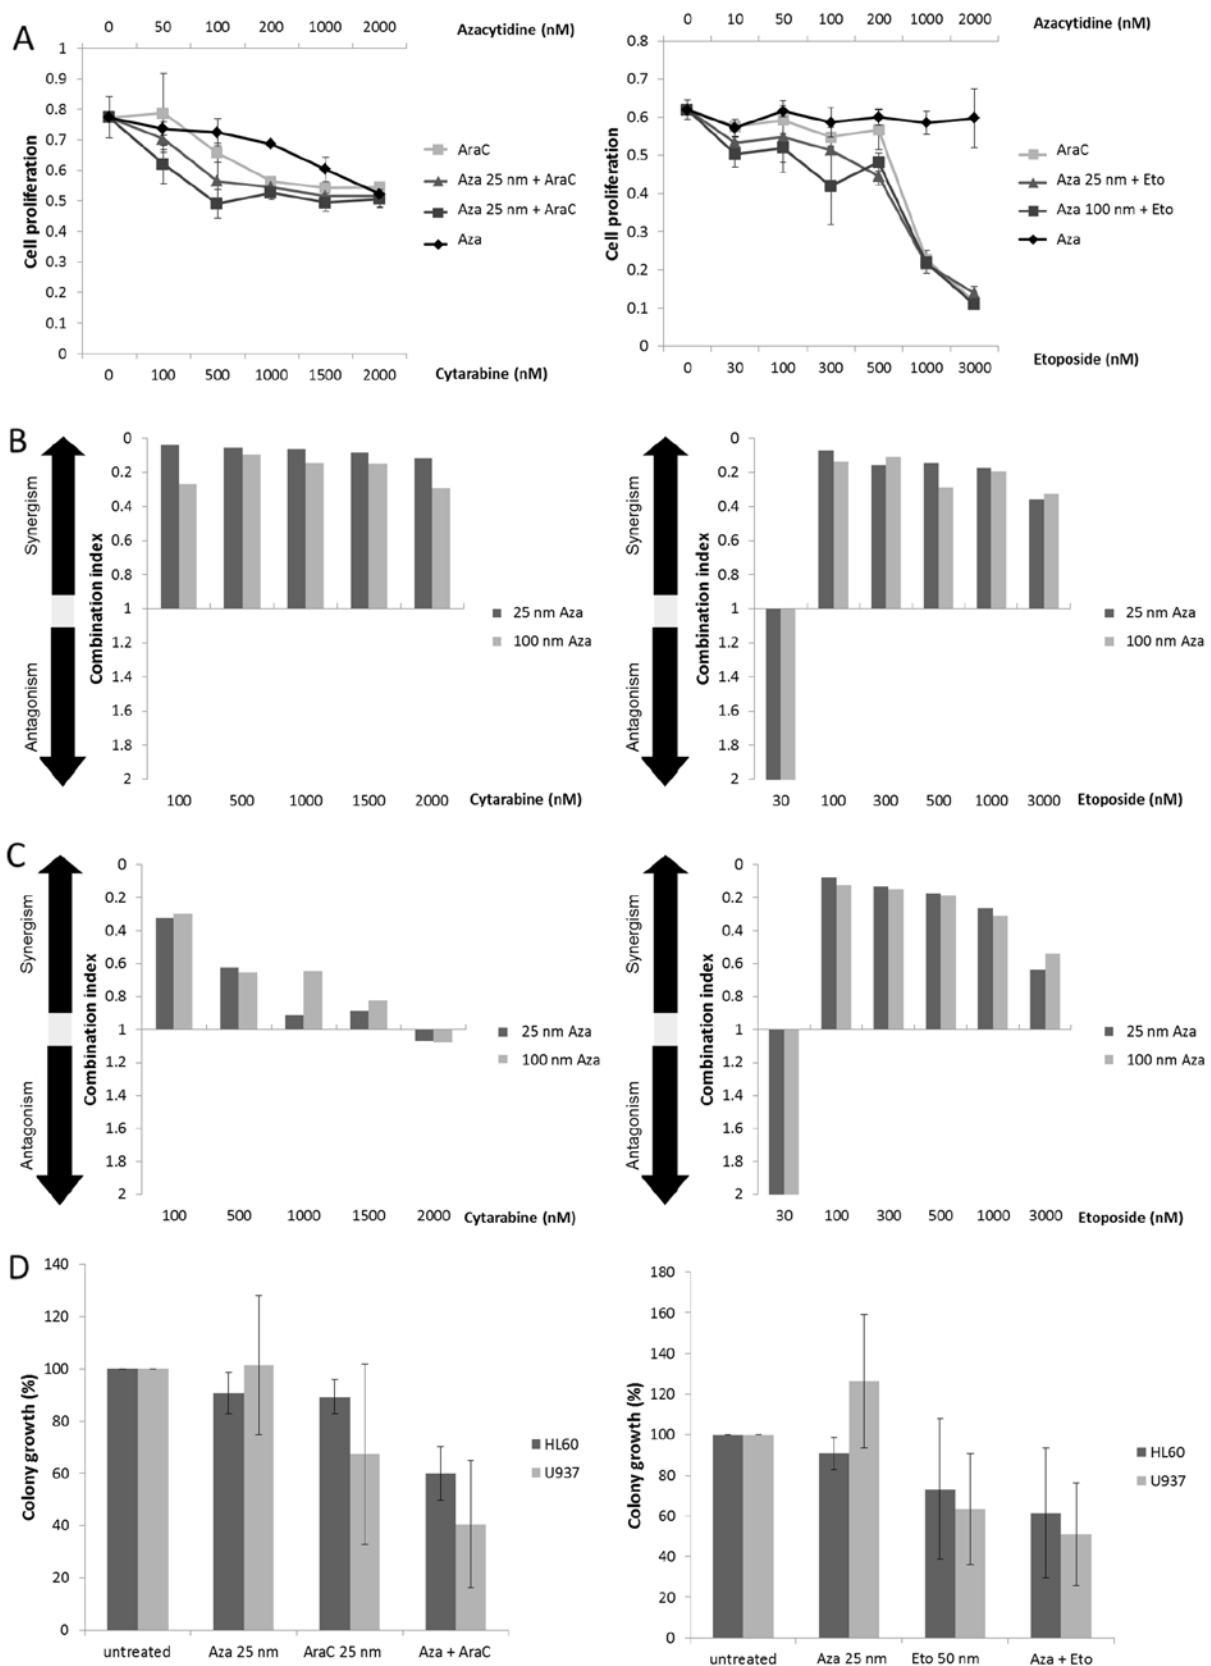 A
0 50 100 200 1000 2000 Azacytidine (nM)
1
0.9
0.8
0.7
0.6
0.5
0.4
0.3
0.2
0.1
0
Cell proliferation
AraC
Aza 25 nm + AraC
Aza 25 nm + AraC
Aza
0 100 500 1000 1500 2000 Cytarabine (nM)
0 10 50 100 200 1000 2000 Azacytidine (nM)
0.8
0.7
0.6
0.5
0.4
0.3
0.2
0.1
0
Cell proliferation
AraC
Aza 25 nm + Eto
Aza 100 nm + Eto
Aza
0 30 100 300 500 1000 3000 Etoposide (nM)
B
Synergism
Antagonism
Combination index
0
0.2
0.4
0.6
0.8
1
1.2
1.4
1.6
1.8
2
25 nm Aza
100 nm Aza
100 500 1000 1500 2000 Cytarabine (nM)
Synergism
Antagonism
Combination index
0
0.2
0.4
0.6
0.8
1
1.2
1.4
1.6
1.8
2
25 nm Aza
100 nm Aza
30 100 300 500 1000 3000 Etoposide (nM)
C
Synergism
Antagonism
Combination index
0
0.2
0.4
0.6
0.8
1
1.2
1.4
1.6
1.8
2
25 nm Aza
100 nm Aza
100 500 1000 1500 2000 Cytarabine (nM)
Synergism
Antagonism
Combination index
0
0.2
0.4
0.6
0.8
1
1.2
1.4
1.6
1.8
2
25 nm Aza
100 nm Aza
30 100 300 500 1000 3000 Etoposide (nM)
D
140
120
100
80
60
40
20
0
Colony growth (%)
HL60
U937
untreated Aza 25 nm AraC 25 nm Aza + AraC
180
160
140
120
100
80
60
40
20
0
Colony growth (%)
HL60
U937
untreated Aza 25 nm Eto 50 nm Aza + Eto